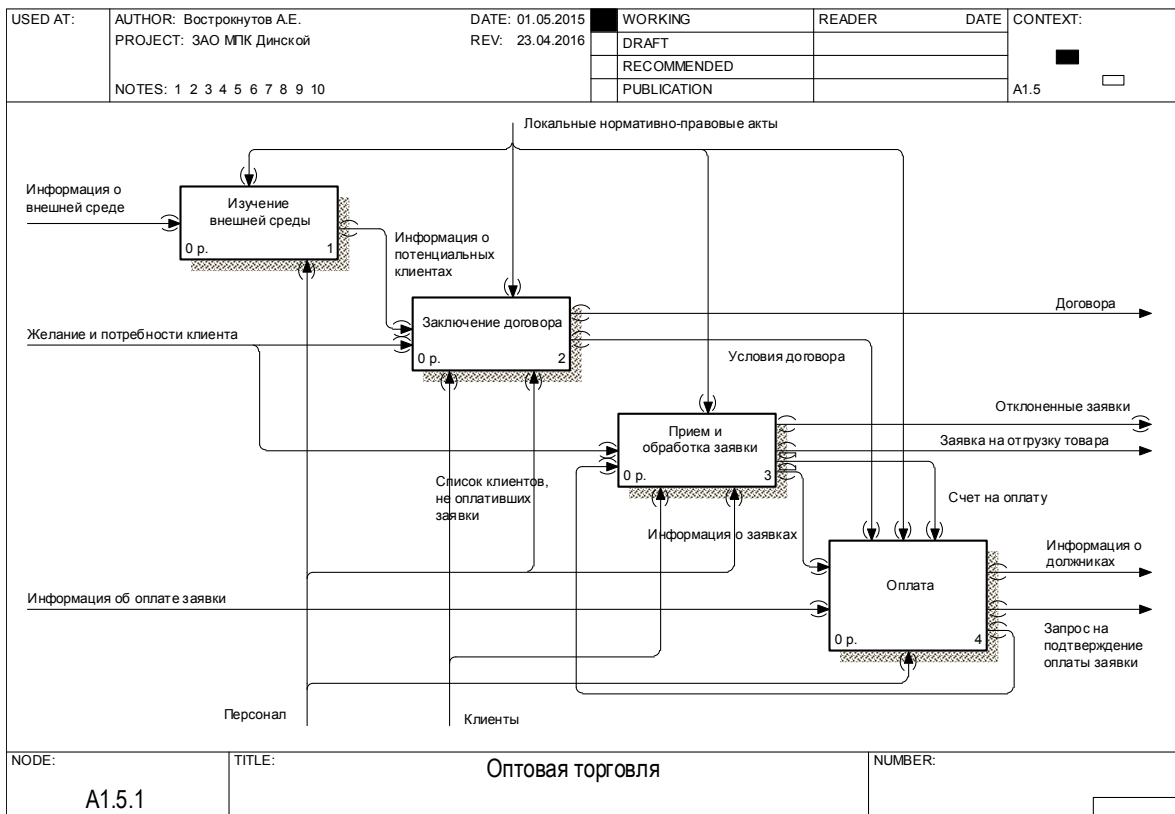 USED AT:
AUTHOR: Вострокнутов А.Е.
DATE: 01.05.2015
PROJECT: ЗАО МПК Динской
REV: 23.04.2016
NOTES: 1 2 3 4 5 6 7 8 9 10
WORKING
DRAFT
RECOMMENDED
PUBLICATION
READER DATE
CONTEXT:
A1.5
Локальные нормативно-правовые акты
Информация о
внешней среде
Изучение
внешней среды
0 р. 1
Информация о
потенциальных
клиентах
Желание и потребности клиента
Заключение договора
0 р. 2
Договора
Условия договора
Отклоненные заявки
Прием и
обработка заявки
0 р. 3
Заявка на отгрузку товара
Список клиентов,
не оплативших
заявки
Счет на оплату
Информация о заявках
Информация о
должниках
Оплата
0 р. 4
Информация об оплате заявки
Запрос на
подтверждение
оплаты заявки
Персонал
Клиенты
NODE:
A1.5.1
TITLE:
Оптовая торговля
NUMBER: